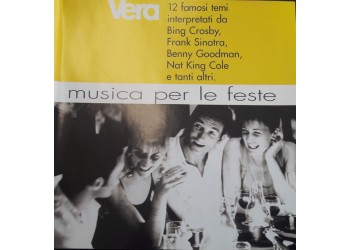 Vera
12 famosi temi
interpretati da
Bing Crosby,
Frank Sinatra,
Benny Goodman,
Nat King Cole
e tanti altri.
musica per le feste